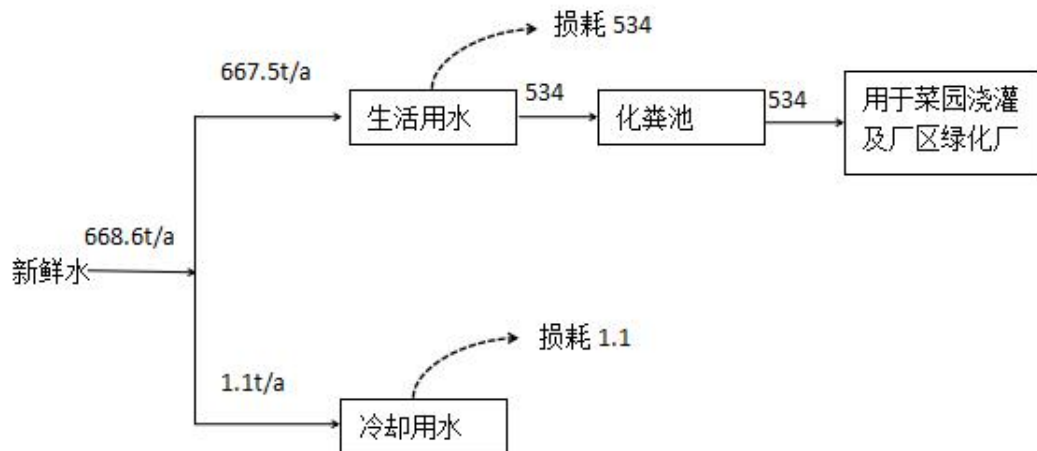 损耗 534
667.5t/a
生活用水
534
化粪池
534
用于菜园浇灌
及厂区绿化厂
668.6t/a
新鲜水
损耗 1.1
1.1t/a
冷却用水